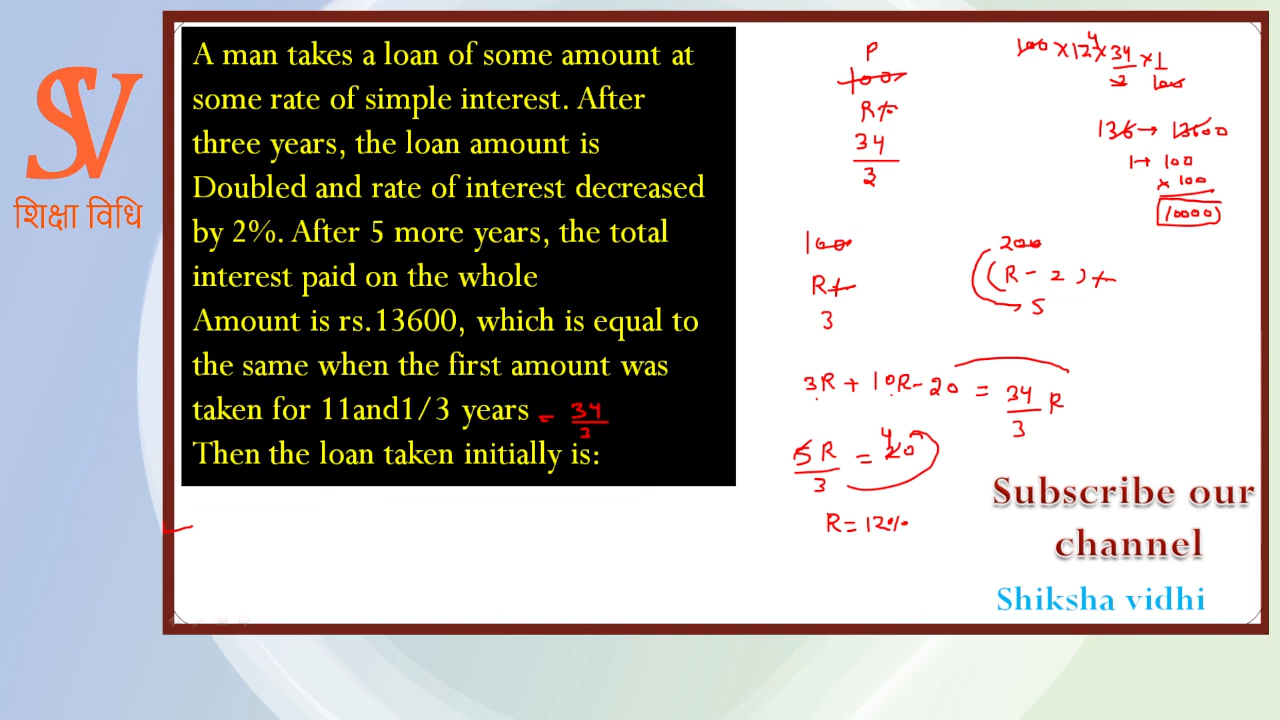 SV
शिक्षा विधि
A man takes a loan of some amount at
some rate of simple interest. After
three years, the loan amount is
Doubled and rate of interest decreased
by 2%. After 5 more years, the total
interest paid on the whole
Amount is rs.13600, which is equal to
the same when the first amount was
taken for 11and1/3 years = 34/3
Then the loan taken initially is:
P
100
R%
34/3
100 × 12 4 × 34/3 × 1/100
136 → 13600
1 → 100
× 100
10000
100
R%
3
200
(R - 2)%
5
3R + 10R - 20 = 34/3 R
5R/3 = 20 4
R = 12%
Subscribe our
channel
Shiksha vidhi